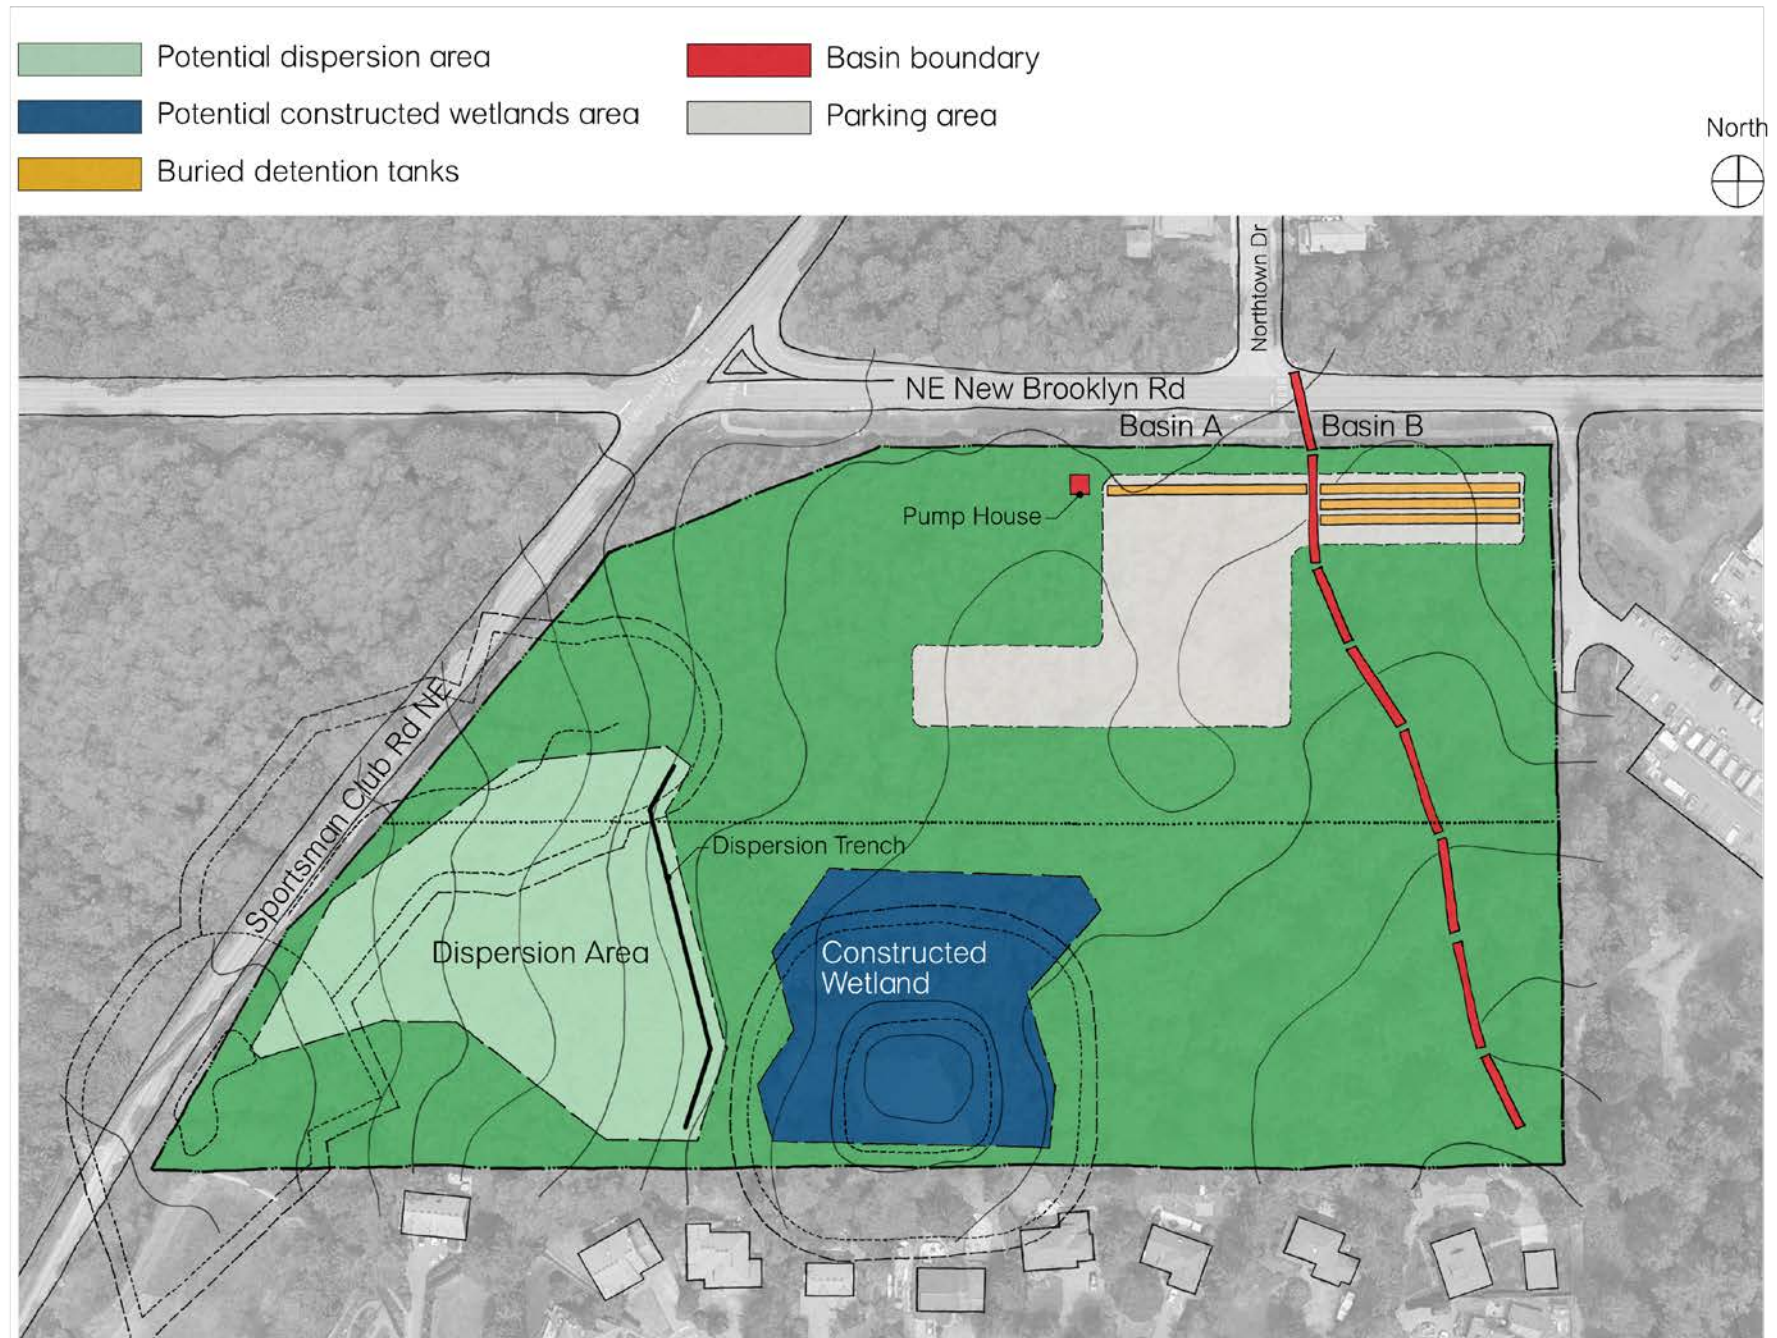 Potential dispersion area
Potential constructed wetlands area
Buried detention tanks
Basin boundary
Parking area
North
Northtown Dr
NE New Brooklyn Rd
Basin A
Basin B
Pump House
Sportsman Club Rd NE
Dispersion Trench
Dispersion Area
Constructed
Wetland